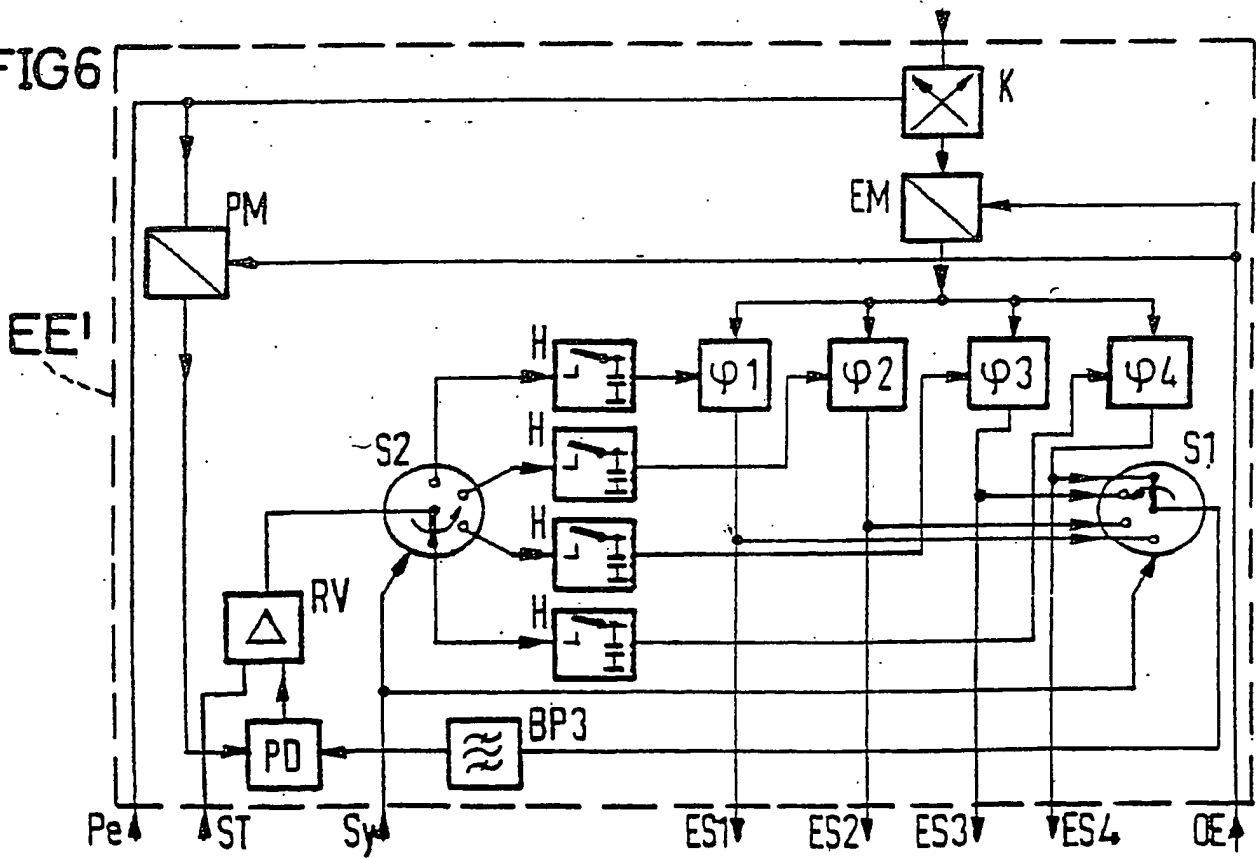 FIG6
K
PM
EM
EE'
H
φ1
φ2
φ3
φ4
S2
H
S1
H
RV
H
BP3
PD
Pe
ST
Sy
ES1
ES2
ES3
ES4
OE